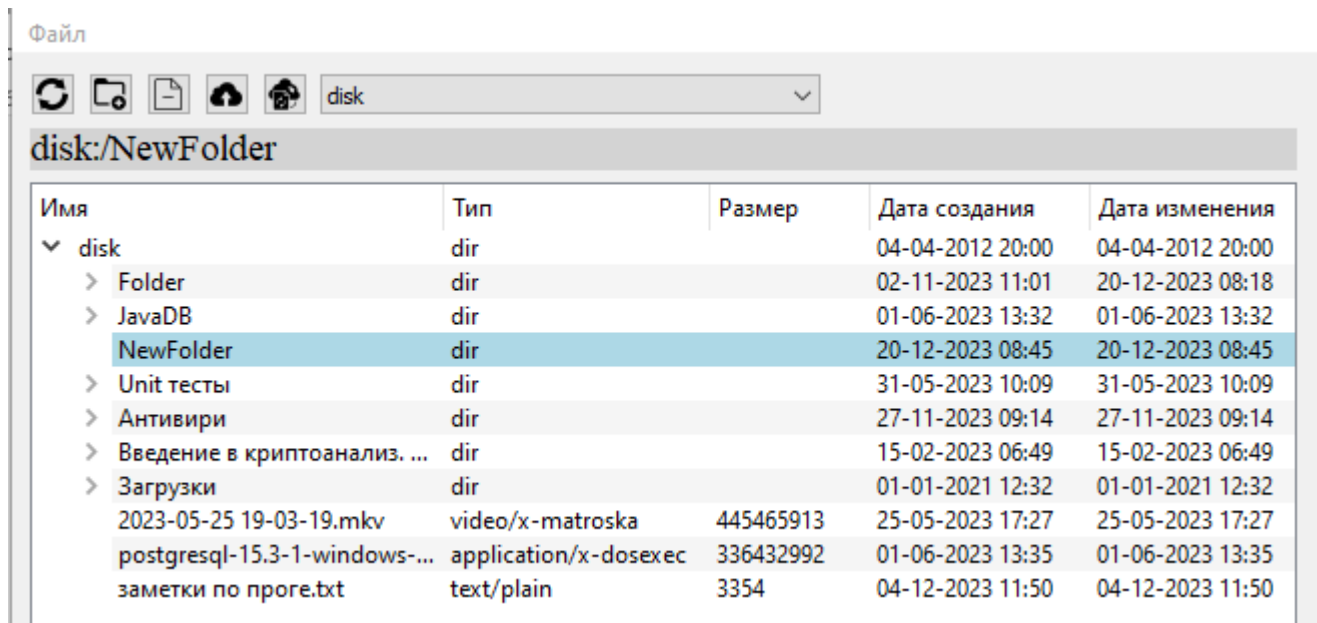 Файл
disk
disk:/NewFolder
Имя Тип Размер Дата создания Дата изменения
disk dir 04-04-2012 20:00 04-04-2012 20:00
Folder dir 02-11-2023 11:01 20-12-2023 08:18
JavaDB dir 01-06-2023 13:32 01-06-2023 13:32
NewFolder dir 20-12-2023 08:45 20-12-2023 08:45
Unit тесты dir 31-05-2023 10:09 31-05-2023 10:09
Антивири dir 27-11-2023 09:14 27-11-2023 09:14
Введение в криптоанализ. ... dir 15-02-2023 06:49 15-02-2023 06:49
Загрузки dir 01-01-2021 12:32 01-01-2021 12:32
2023-05-25 19-03-19.mkv video/x-matroska 445465913 25-05-2023 17:27 25-05-2023 17:27
postgresql-15.3-1-windows-... application/x-dosexec 336432992 01-06-2023 13:35 01-06-2023 13:35
заметки по проге.txt text/plain 3354 04-12-2023 11:50 04-12-2023 11:50